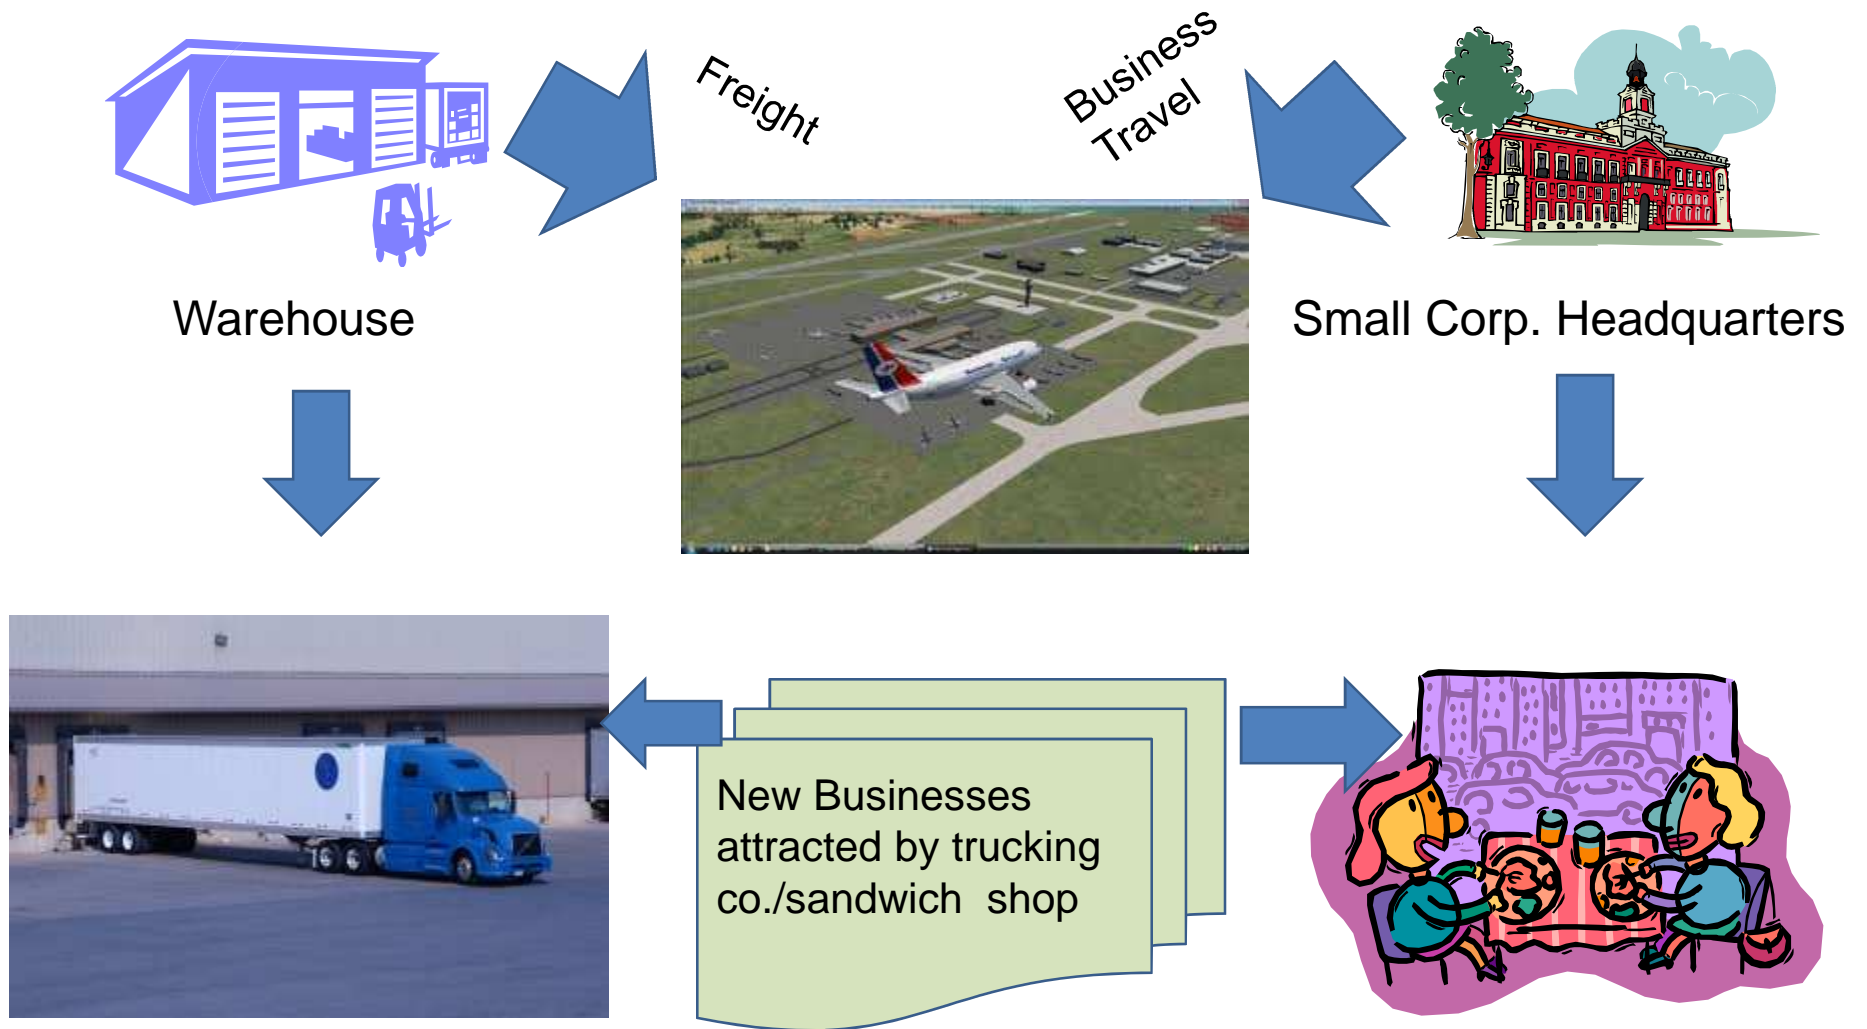 Freight
Business
Travel
Warehouse
Small Corp. Headquarters
New Businesses
attracted by trucking
co./sandwich shop